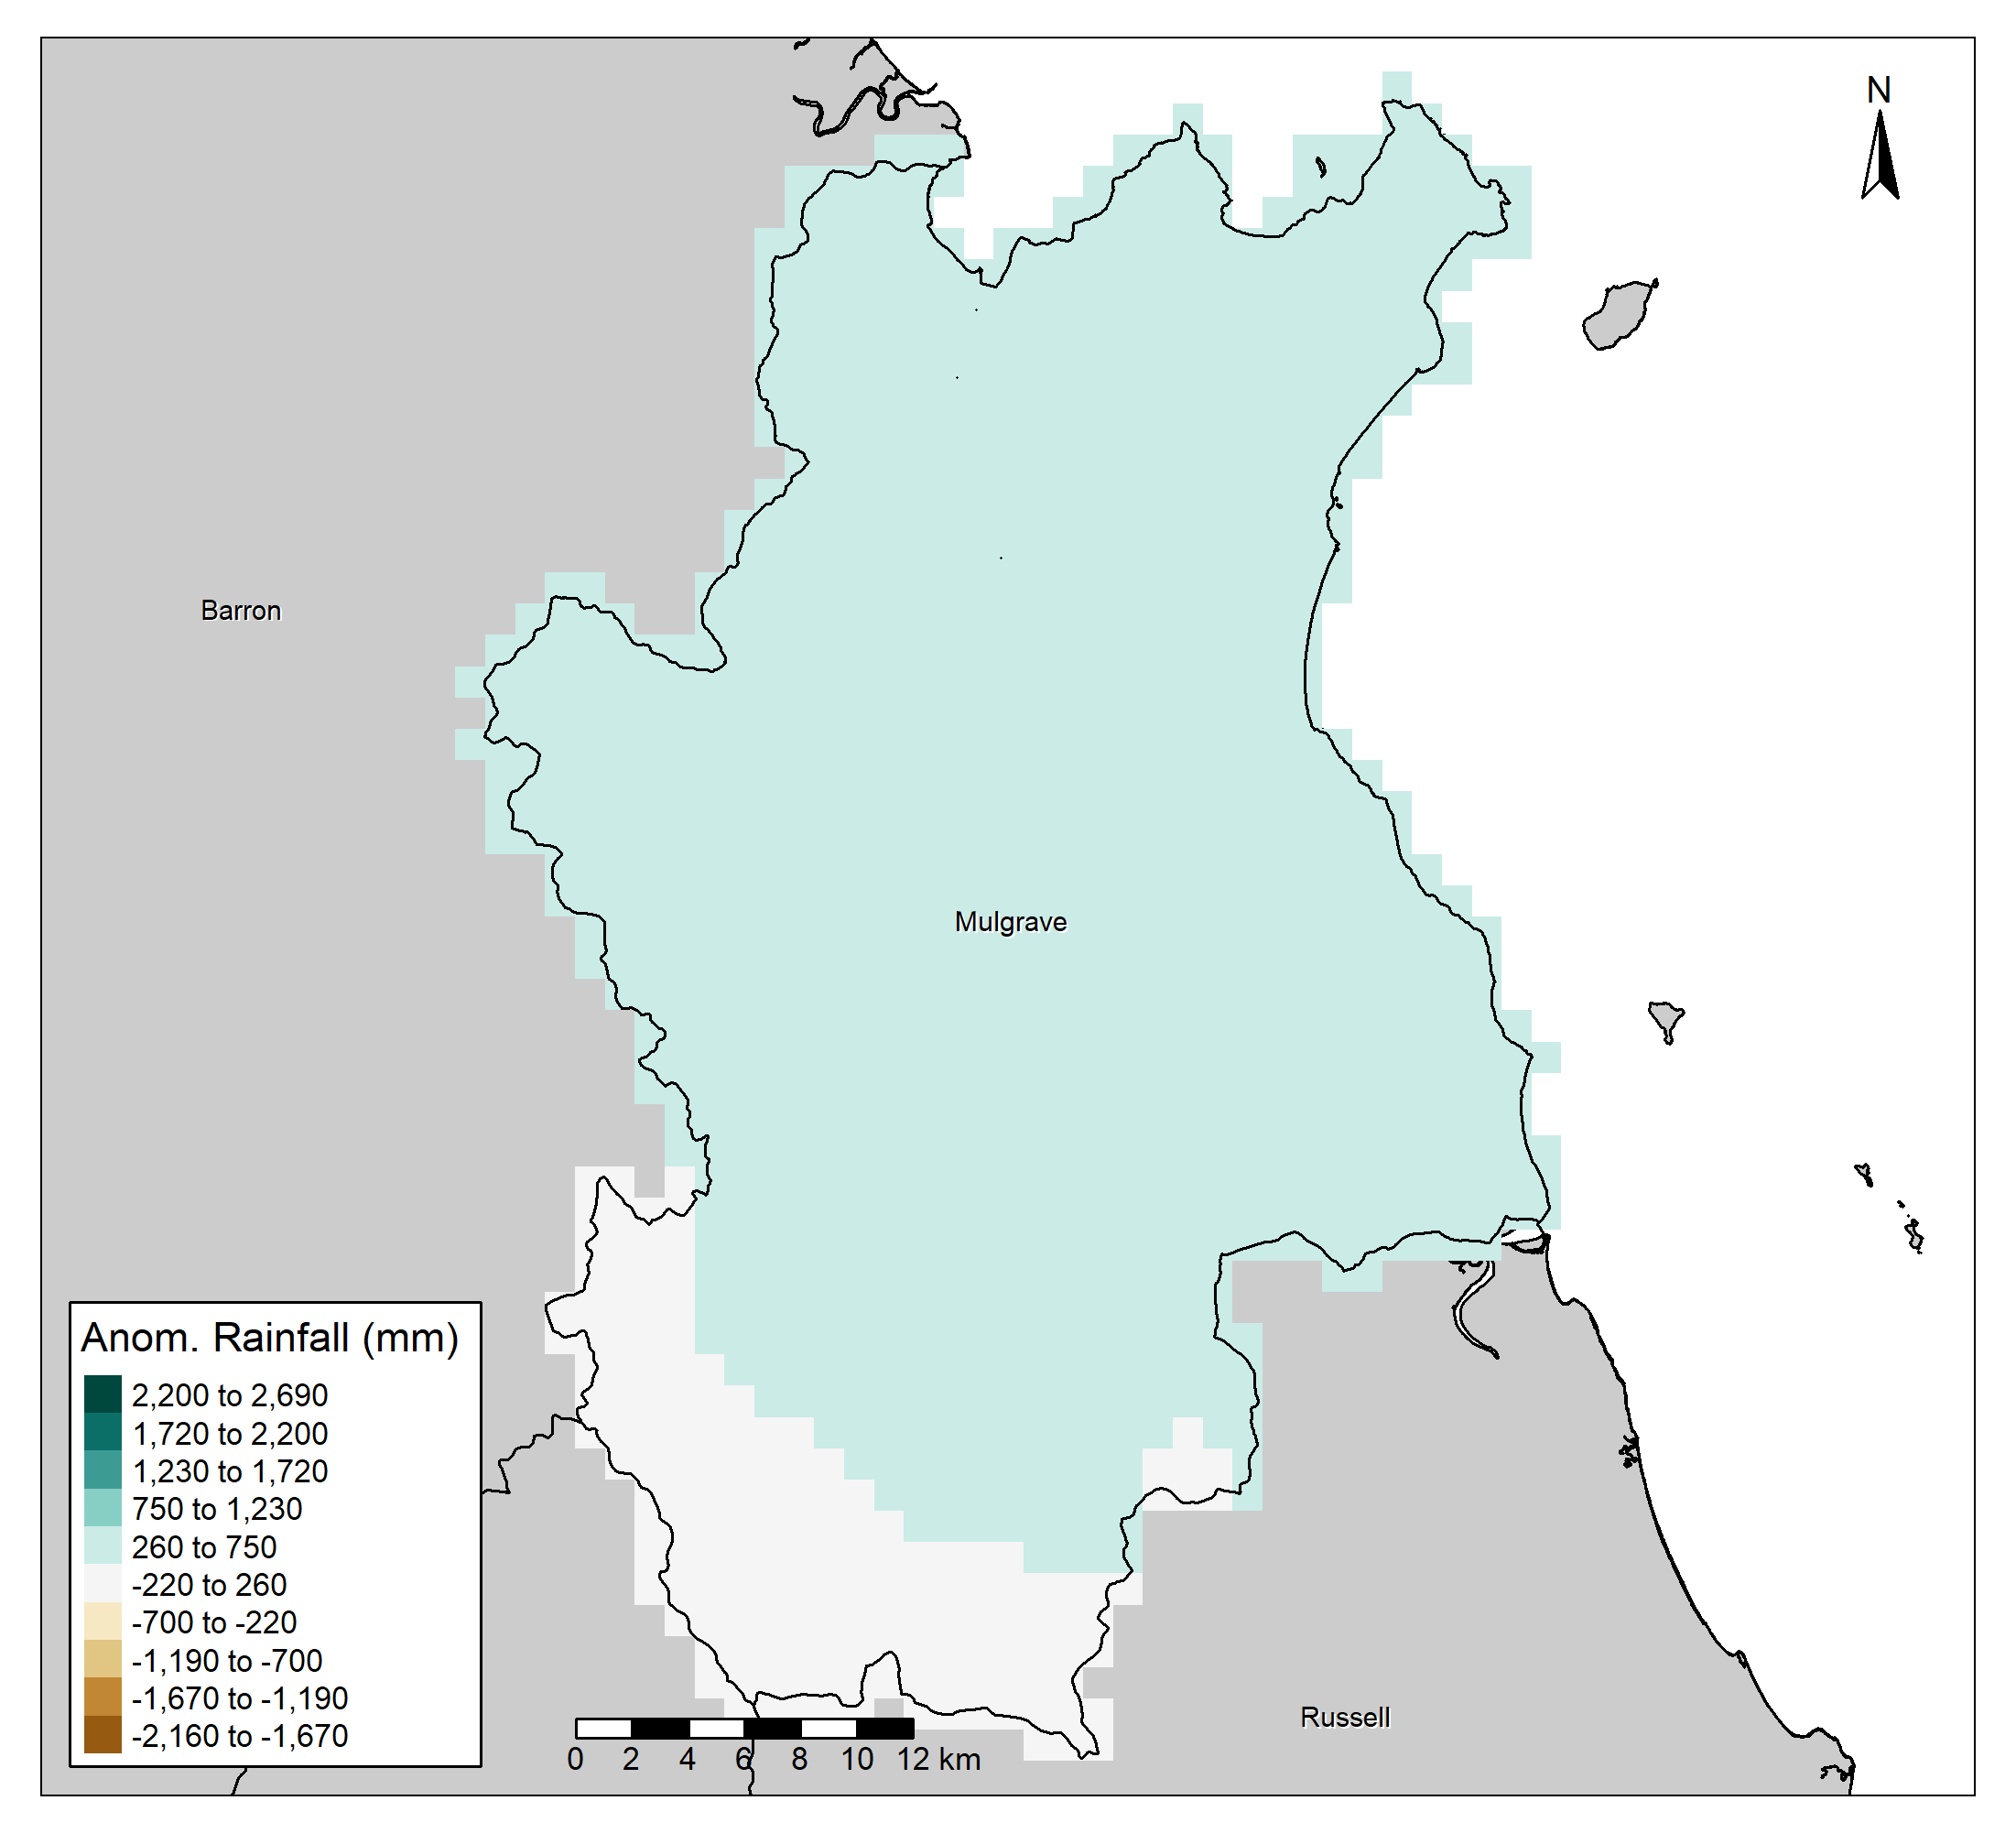 N
Barron
Mulgrave
Anom. Rainfall (mm)
2,200 to 2,690
1,720 to 2,200
1,230 to 1,720
750 to 1,230
260 to 750
-220 to 260
-700 to -220
-1,190 to -700
-1,670 to -1,190
-2,160 to -1,670
Russell
0 2 4 6 8 10 12 km